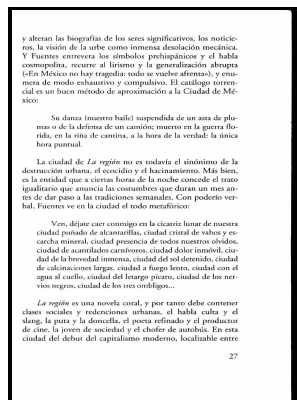 y alteran las biografías de los seres significativos, los noticie-
ros, la visión de la urbe como inmensa desolación mecánica.
Y Fuentes entrevera los símbolos prehispánicos y el habla
cosmopolita, recurre al lirismo y la generalización abrupta
(«En México no hay tragedia: todo se vuelve afrenta»), y enu-
mera de modo exhaustivo y compulsivo. El catálogo torren-
cial es un buen método de aproximación a la Ciudad de Mé-
xico:
Su danza (nuestro baile) suspendida de un asta de plu-
mas o de la defensa de un camión; muerto en la guerra flo-
rida, en la riña de cantina, a la hora de la verdad: la única
hora puntual.
La ciudad de La región no es todavía el sinónimo de la
destrucción urbana, el ecocidio y el hacinamiento. Más bien,
es la entidad que a ciertas horas de la noche concede el trato
igualitario que anuncia las costumbres que duran un mes an-
tes de dar paso a las tradiciones semanales. Con poderío ver-
bal, Fuentes ve en la ciudad el todo metafórico:
Ven, déjate caer conmigo en la cicatriz lunar de nuestra
ciudad puñado de alcantarillas, ciudad cristal de vahos y es-
carcha mineral, ciudad presencia de todos nuestros olvidos,
ciudad de acantilados carnívoros, ciudad dolor inmóvil, ciu-
dad de la brevedad inmensa, ciudad del sol detenido, ciudad
de calcinaciones largas, ciudad a fuego lento, ciudad con el
agua al cuello, ciudad del letargo pícaro, ciudad de los ner-
vios negros, ciudad de los tres ombligos...
La región es una novela coral, y por tanto debe contener
clases sociales y redenciones urbanas, el habla culta y el
slang, la puta y la doncella, el poeta refinado y el productor
de cine, la joven de sociedad y el chofer de autobús. En esta
ciudad del debut del capitalismo moderno, localizable entre
27